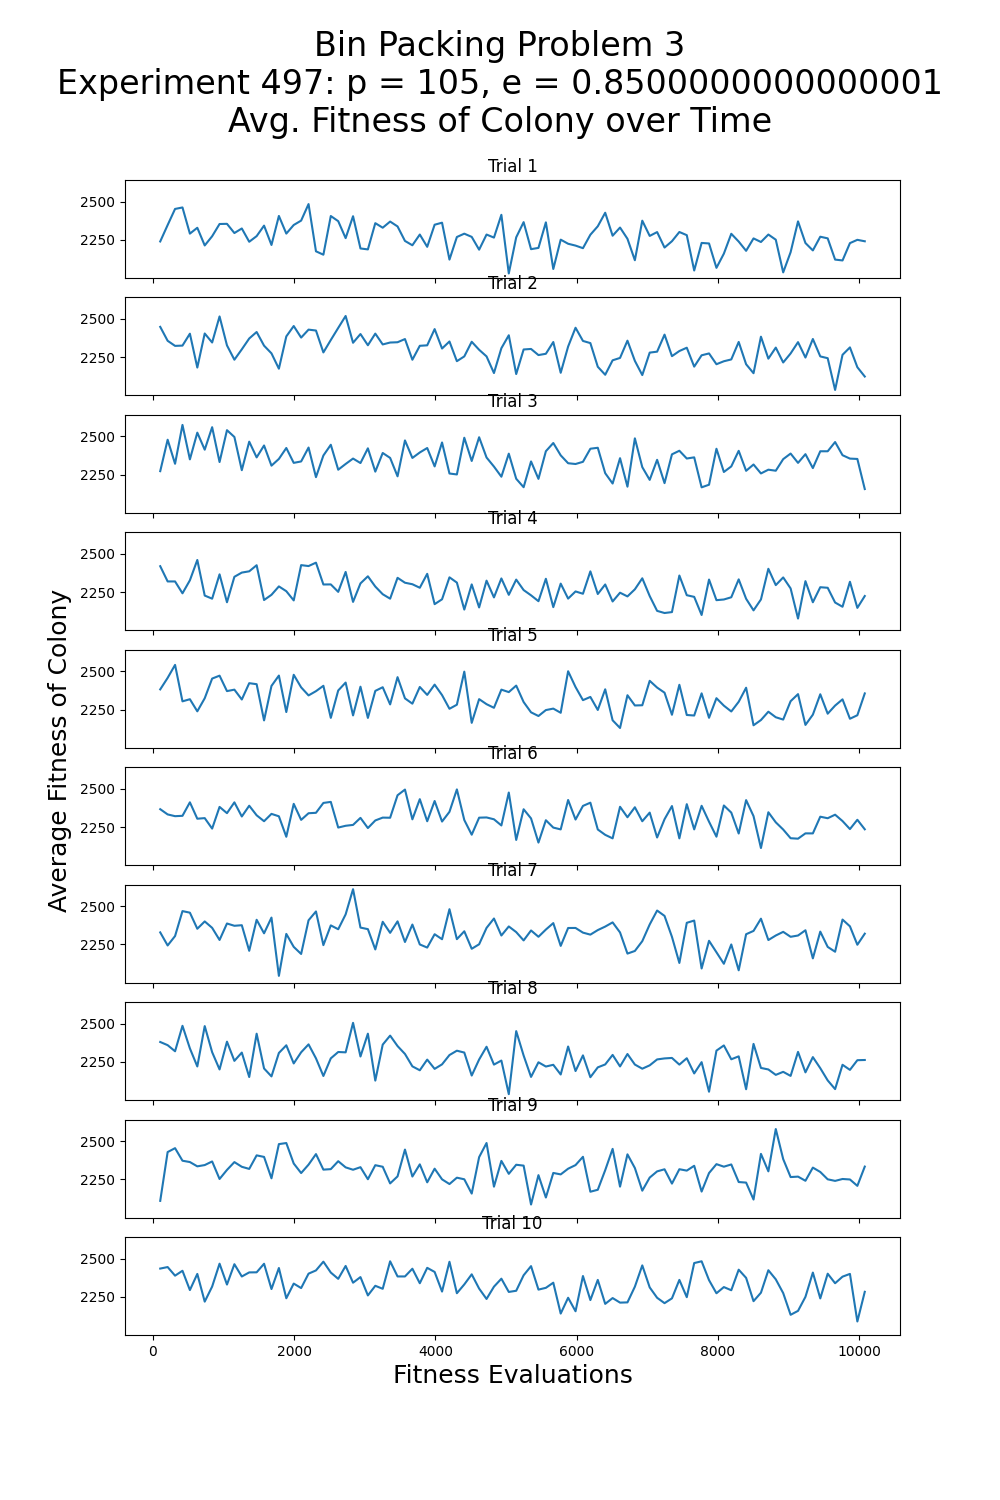 Bin Packing Problem 3
Experiment 497: p = 105, e = 0.8500000000000001
Avg. Fitness of Colony over Time
Trial 1
2500
2250
Trial 2
2500
2250
Trial 3
2500
2250
Trial 4
2500
2250
Trial 5
2500
2250
Trial 6
2500
2250
Trial 7
2500
2250
Trial 8
2500
2250
Trial 9
2500
2250
Trial 10
2500
2250
0 2000 4000 6000 8000 10000
Fitness Evaluations
Average Fitness of Colony